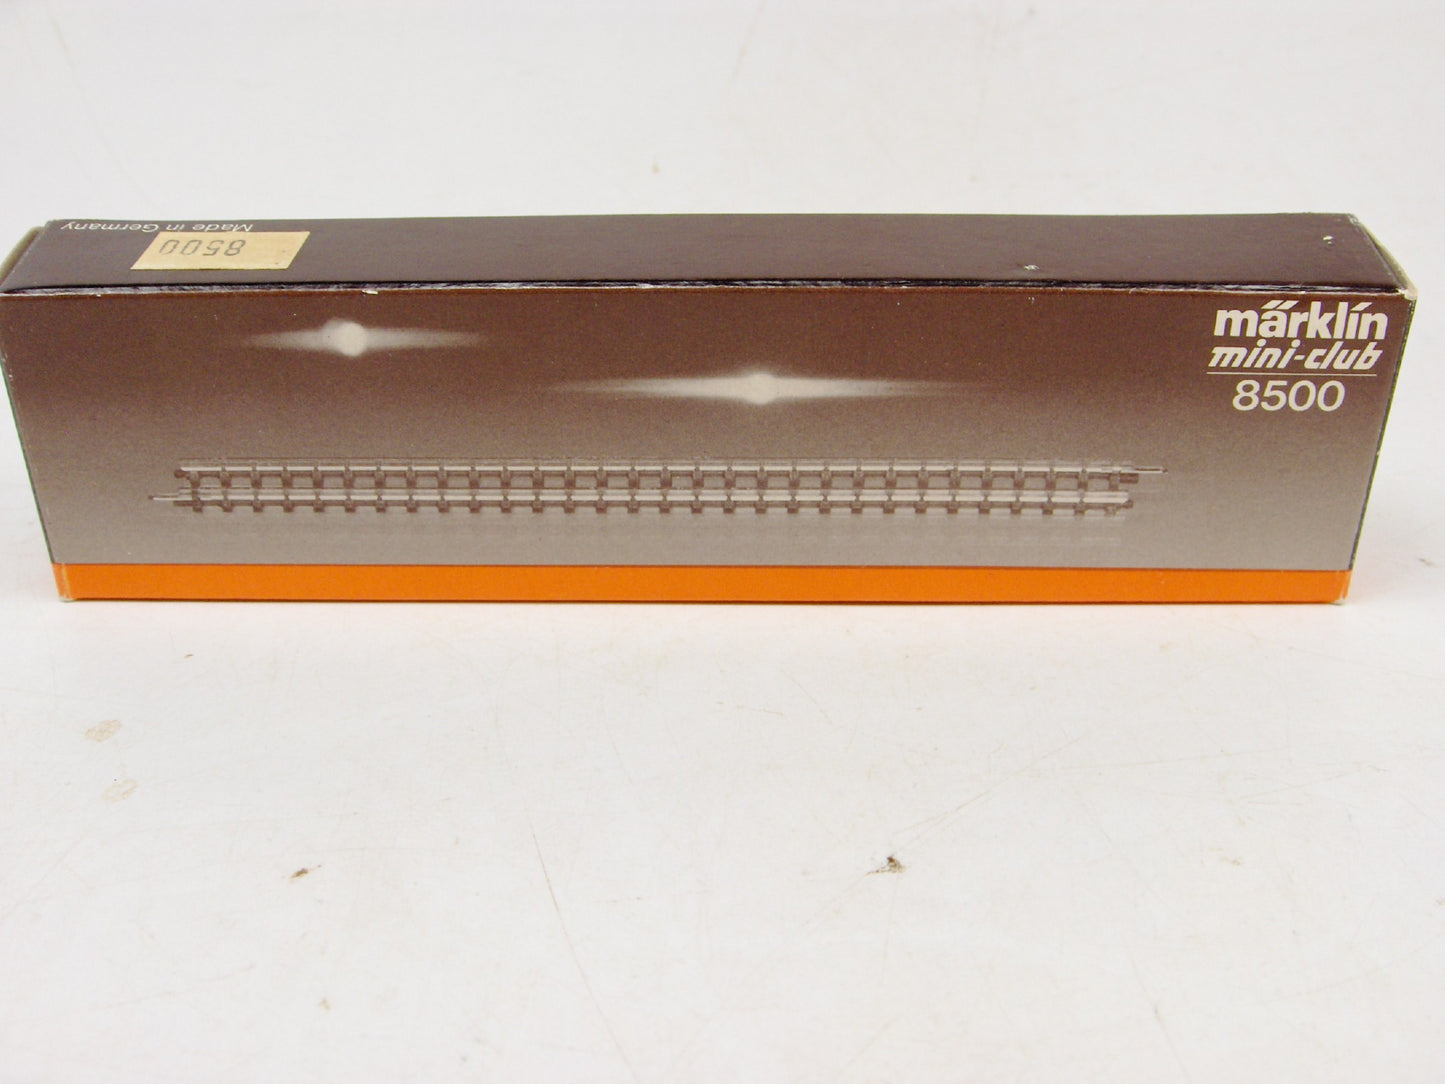 Made in Germany
8500
märklin
mini-club
8500